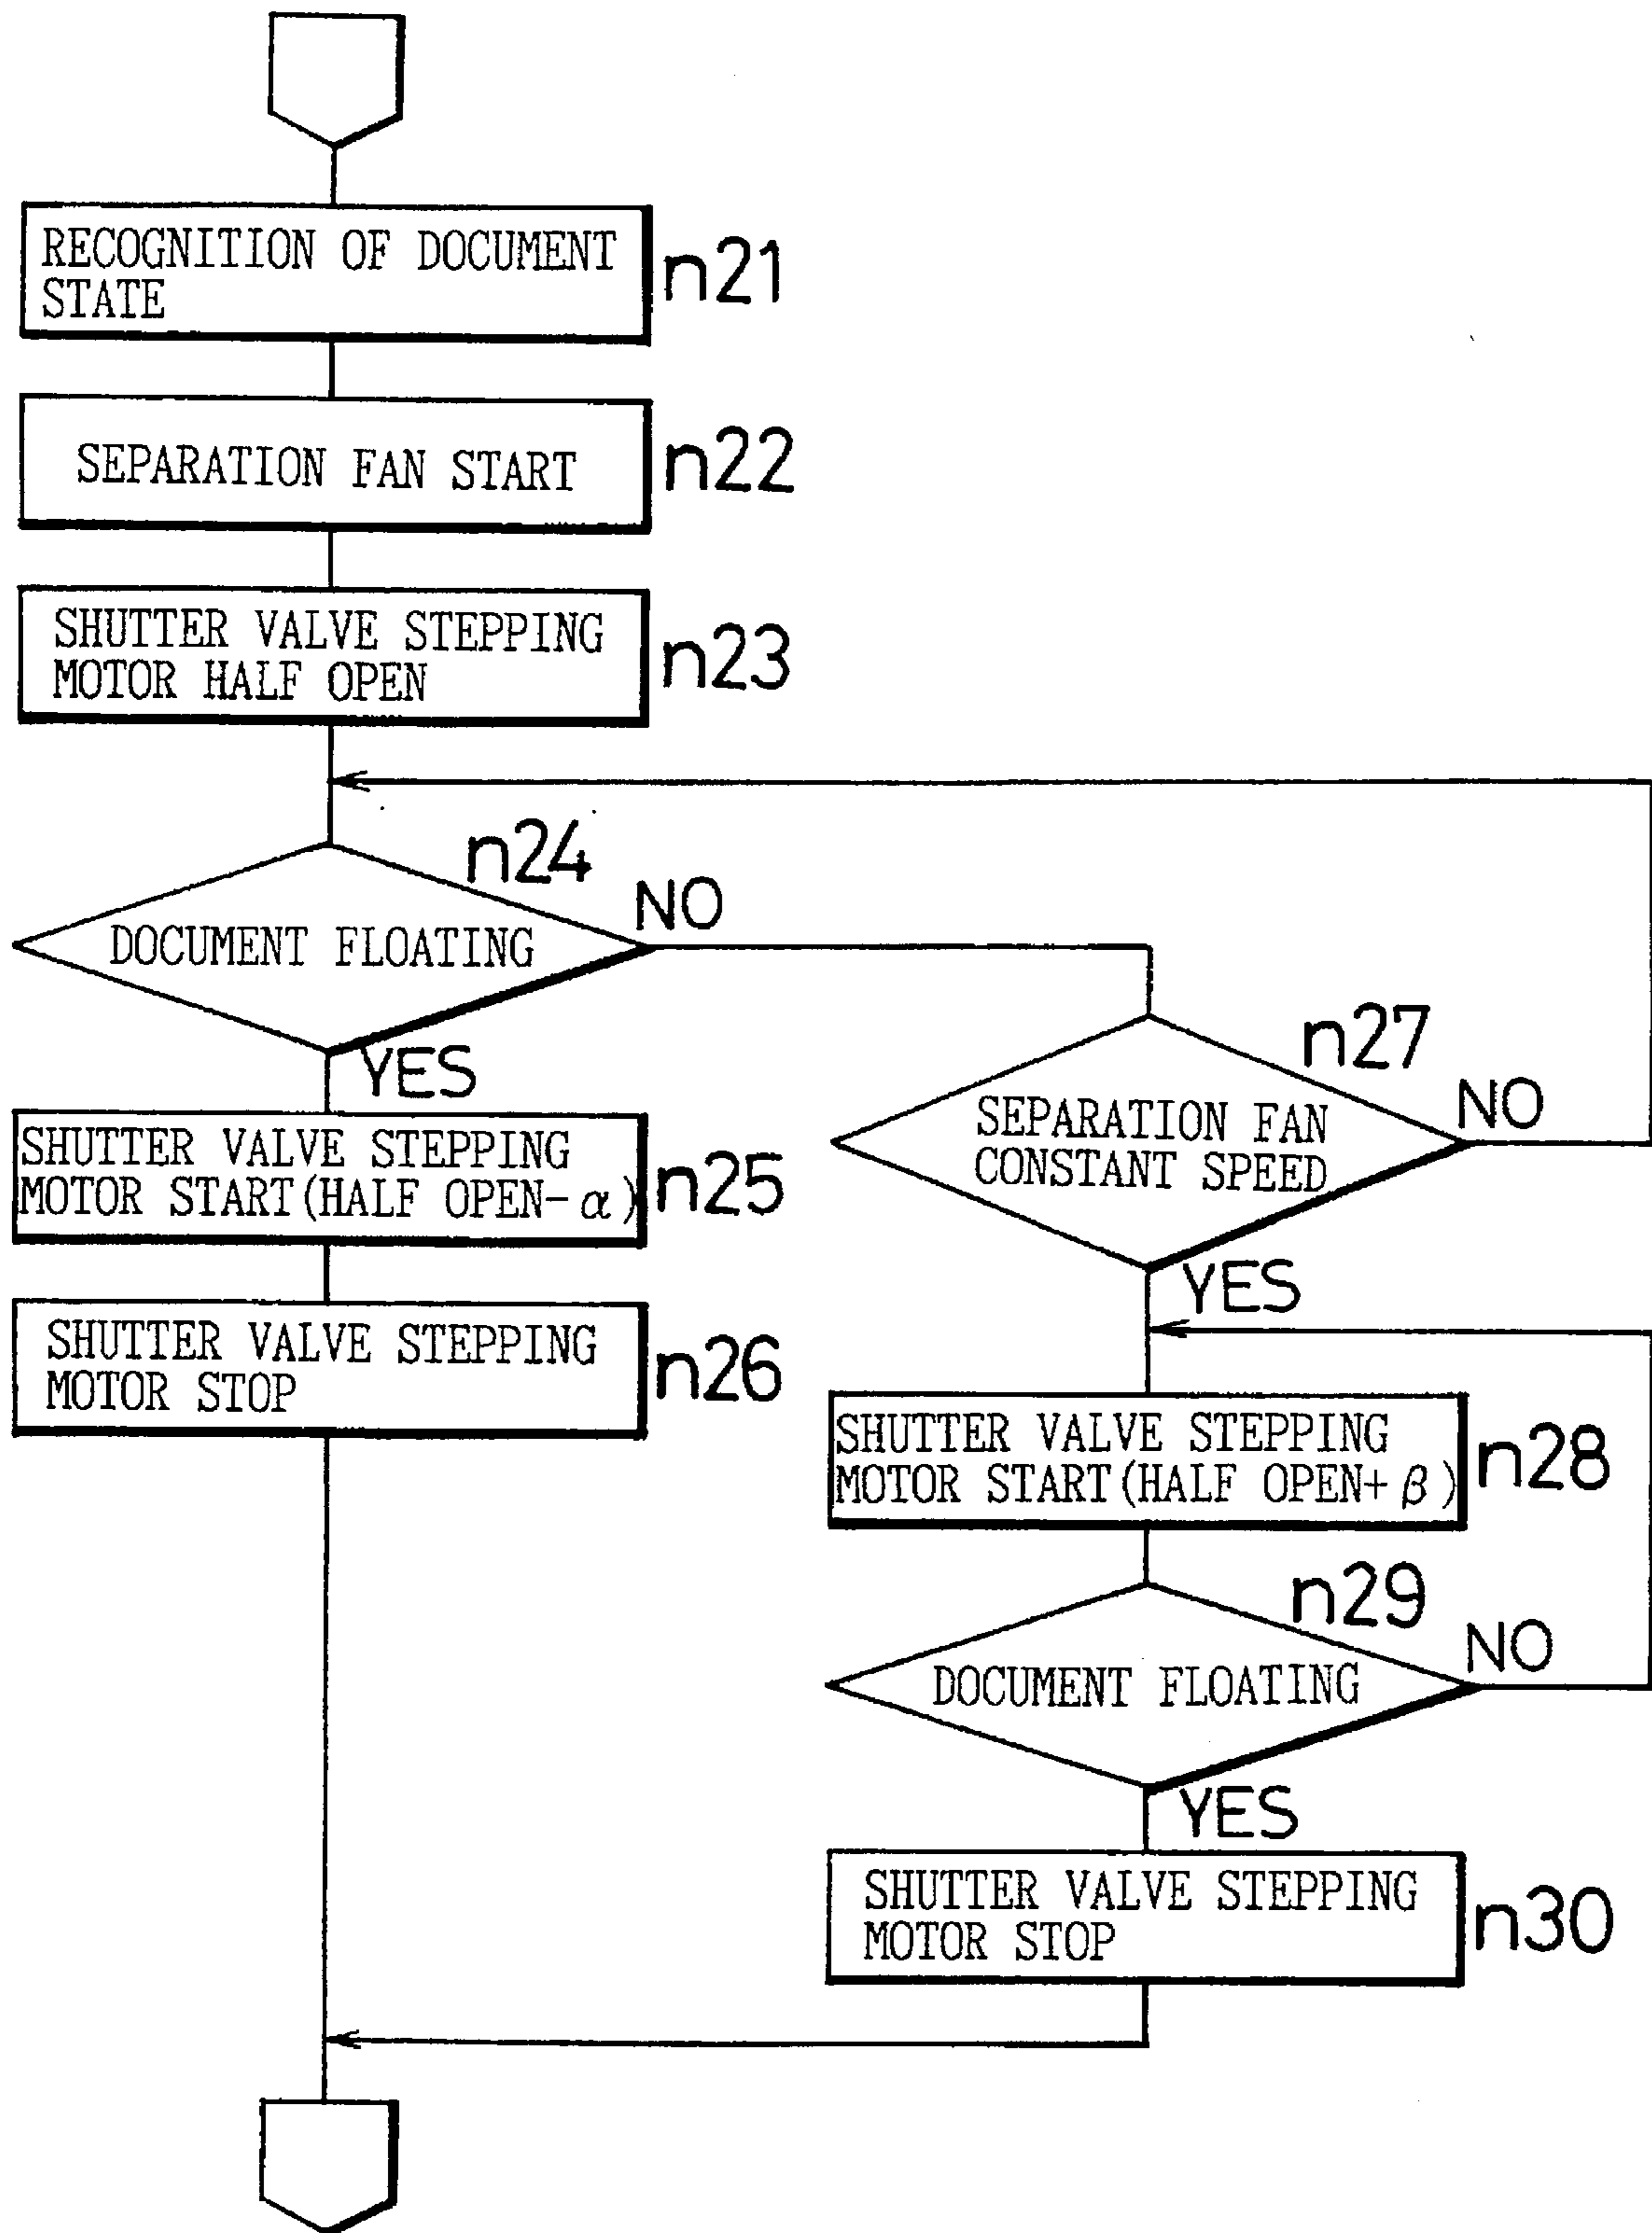 RECOGNITION OF DOCUMENT
STATE
n21
SEPARATION FAN START
n22
SHUTTER VALVE STEPPING
MOTOR HALF OPEN
n23
n24
DOCUMENT FLOATING
NO
YES
SHUTTER VALVE STEPPING
MOTOR START(HALF OPEN-α)
n25
SHUTTER VALVE STEPPING
MOTOR STOP
n26
n27
SEPARATION FAN
CONSTANT SPEED
NO
YES
SHUTTER VALVE STEPPING
MOTOR START(HALF OPEN+β)
n28
n29
DOCUMENT FLOATING
NO
YES
SHUTTER VALVE STEPPING
MOTOR STOP
n30